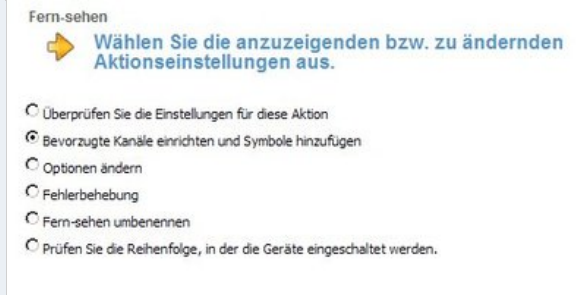 Fern-sehen
Wählen Sie die anzuzeigenden bzw. zu ändernden
Aktionseinstellungen aus.
Überprüfen Sie die Einstellungen für diese Aktion
Bevorzugte Kanäle einrichten und Symbole hinzufügen
Optionen ändern
Fehlerbehebung
Fern-sehen umbenennen
Prüfen Sie die Reihenfolge, in der die Geräte eingeschaltet werden.